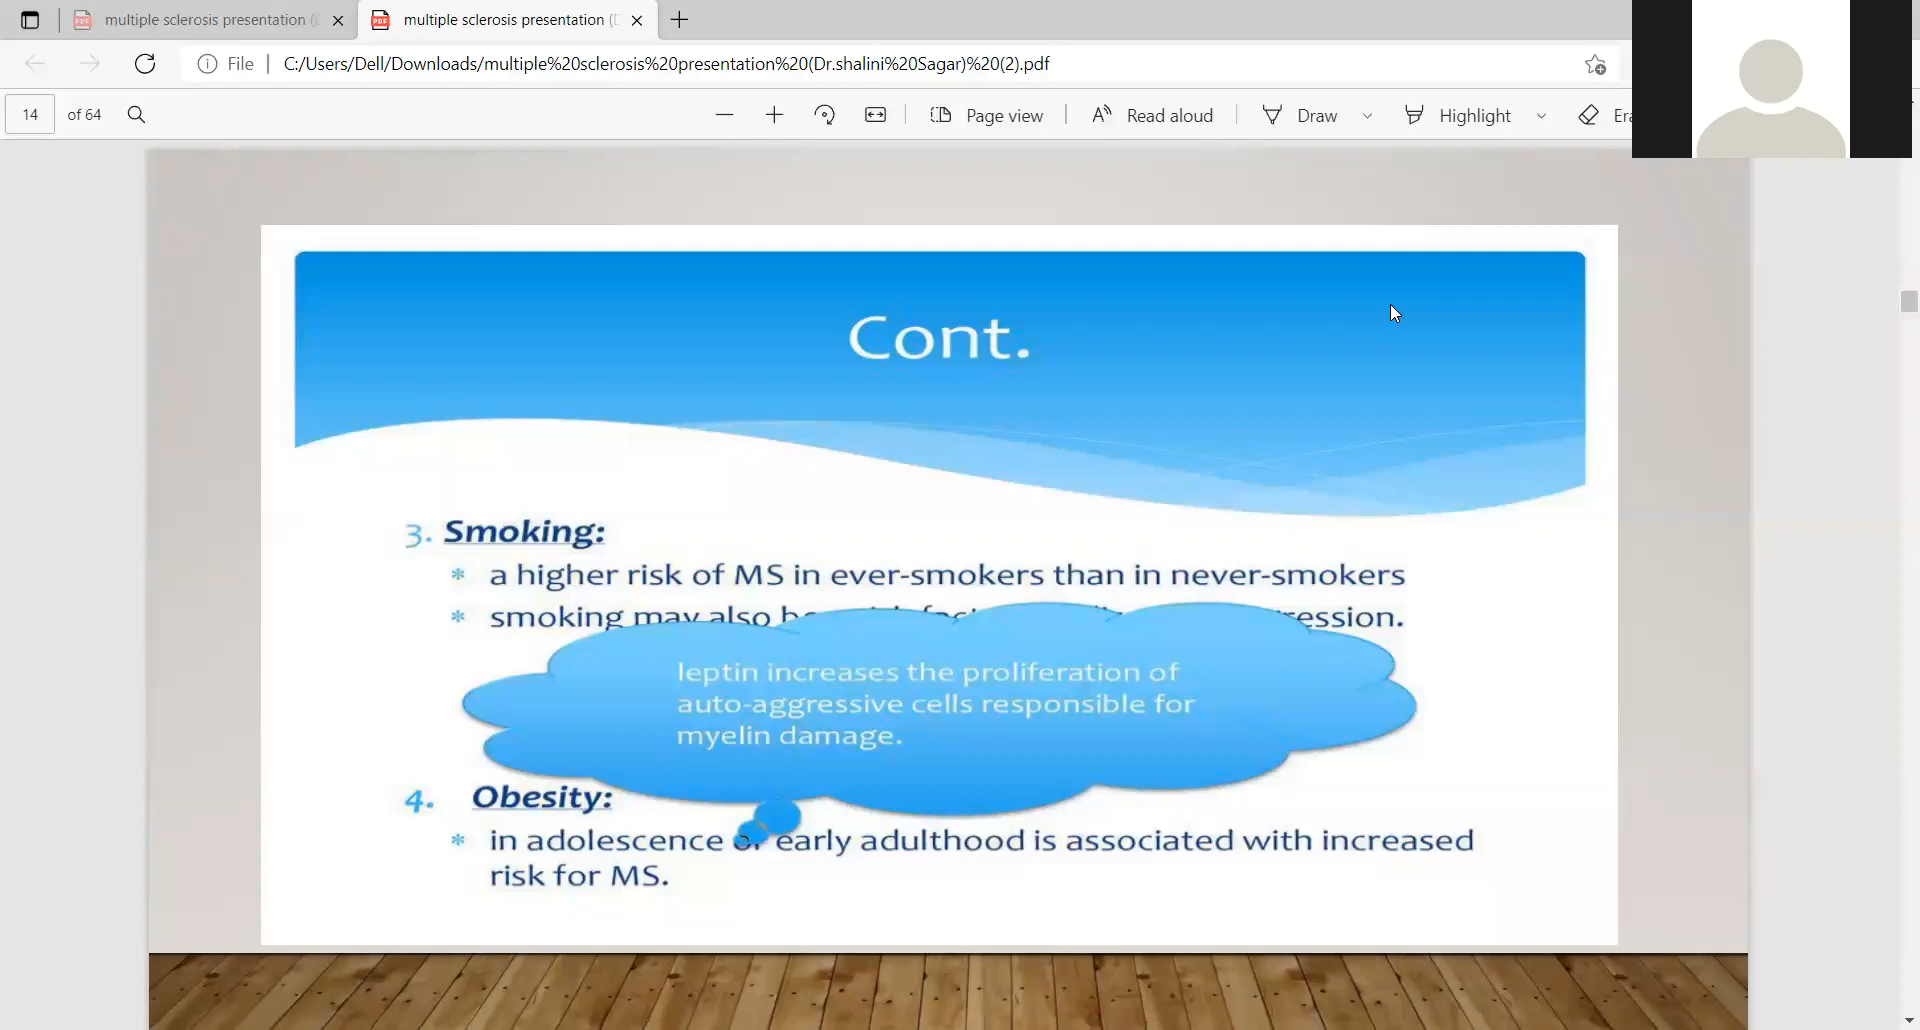 multiple sclerosis presentation (
multiple sclerosis presentation (
File
C:/Users/Dell/Downloads/multiple%20sclerosis%20presentation%20(Dr.shalini%20Sagar)%20(2).pdf
14 of 64
Page view
Read aloud
Draw
Highlight
Era
Cont.
3. Smoking:
* a higher risk of MS in ever-smokers than in never-smokers
* smoking may also
leptin increases the proliferation of
auto-aggressive cells responsible for
myelin damage.
4. Obesity:
* in adolescence or early adulthood is associated with increased
risk for MS.